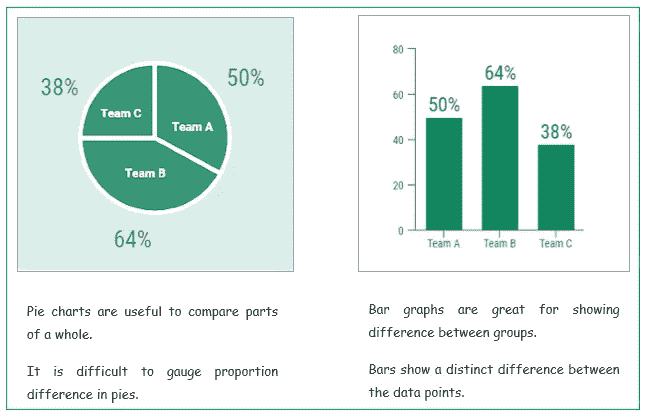 38%
50%
Team C
Team A
Team B
64%
80
60
40
20
0
50%
64%
38%
Team A Team B Team C
Pie charts are useful to compare parts
of a whole.
It is difficult to gauge proportion
difference in pies.
Bar graphs are great for showing
difference between groups.
Bars show a distinct difference between
the data points.